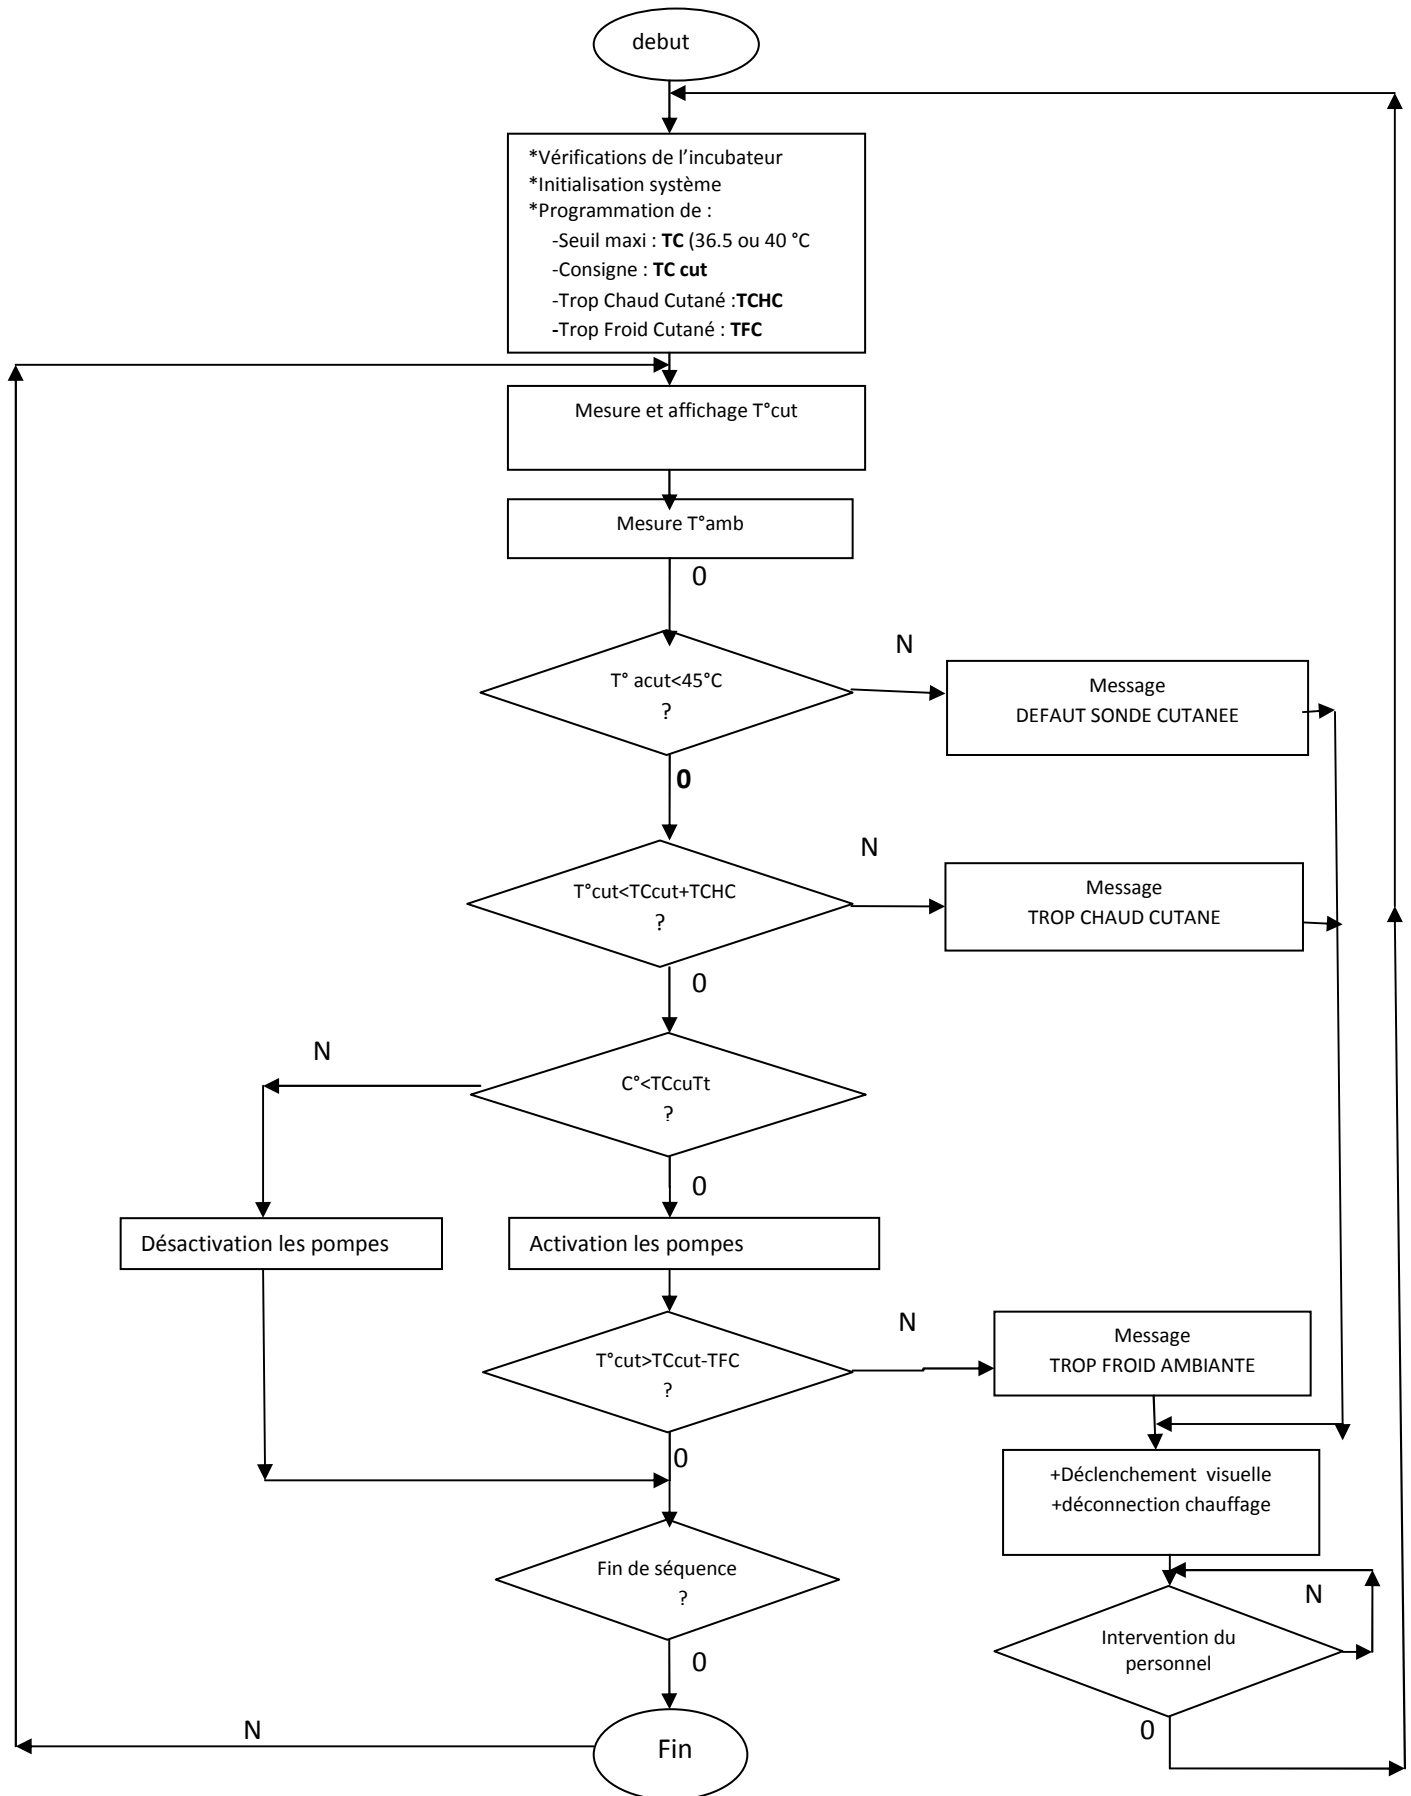 debut
*Vérifications de l'incubateur
*Initialisation système
*Programmation de :
-Seuil maxi : TC (36.5 ou 40 °C
-Consigne : TC cut
-Trop Chaud Cutané :TCHC
-Trop Froid Cutané : TFC
Mesure et affichage T°cut
Mesure T°amb
0
N
T° acut<45°C
?
Message
DEFAUT SONDE CUTANEE
0
N
T°cut<TCcut+TCHC
?
Message
TROP CHAUD CUTANE
0
N
C°<TCcuTt
?
0
Désactivation les pompes
Activation les pompes
N
T°cut>TCcut-TFC
?
Message
TROP FROID AMBIANTE
0
+Déclenchement visuelle
+déconnection chauffage
Fin de séquence
?
N
Intervention du
personnel
0
0
N
Fin